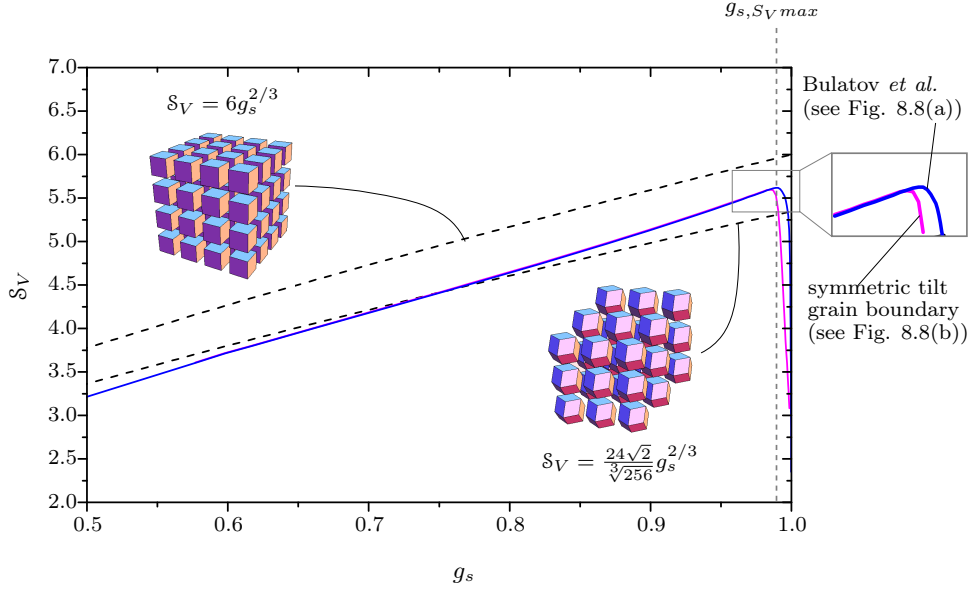 g_{s,S_V max}
7.0
6.5
6.0
5.5
5.0
4.5
4.0
3.5
3.0
2.5
2.0
S_V
S_V = 6g_s^{2/3}
S_V = \frac{24\sqrt{2}}{\sqrt[3]{256}} g_s^{2/3}
Bulatov et al.
(see Fig. 8.8(a))
symmetric tilt
grain boundary
(see Fig. 8.8(b))
0.5 0.6 0.7 0.8 0.9 1.0
g_s